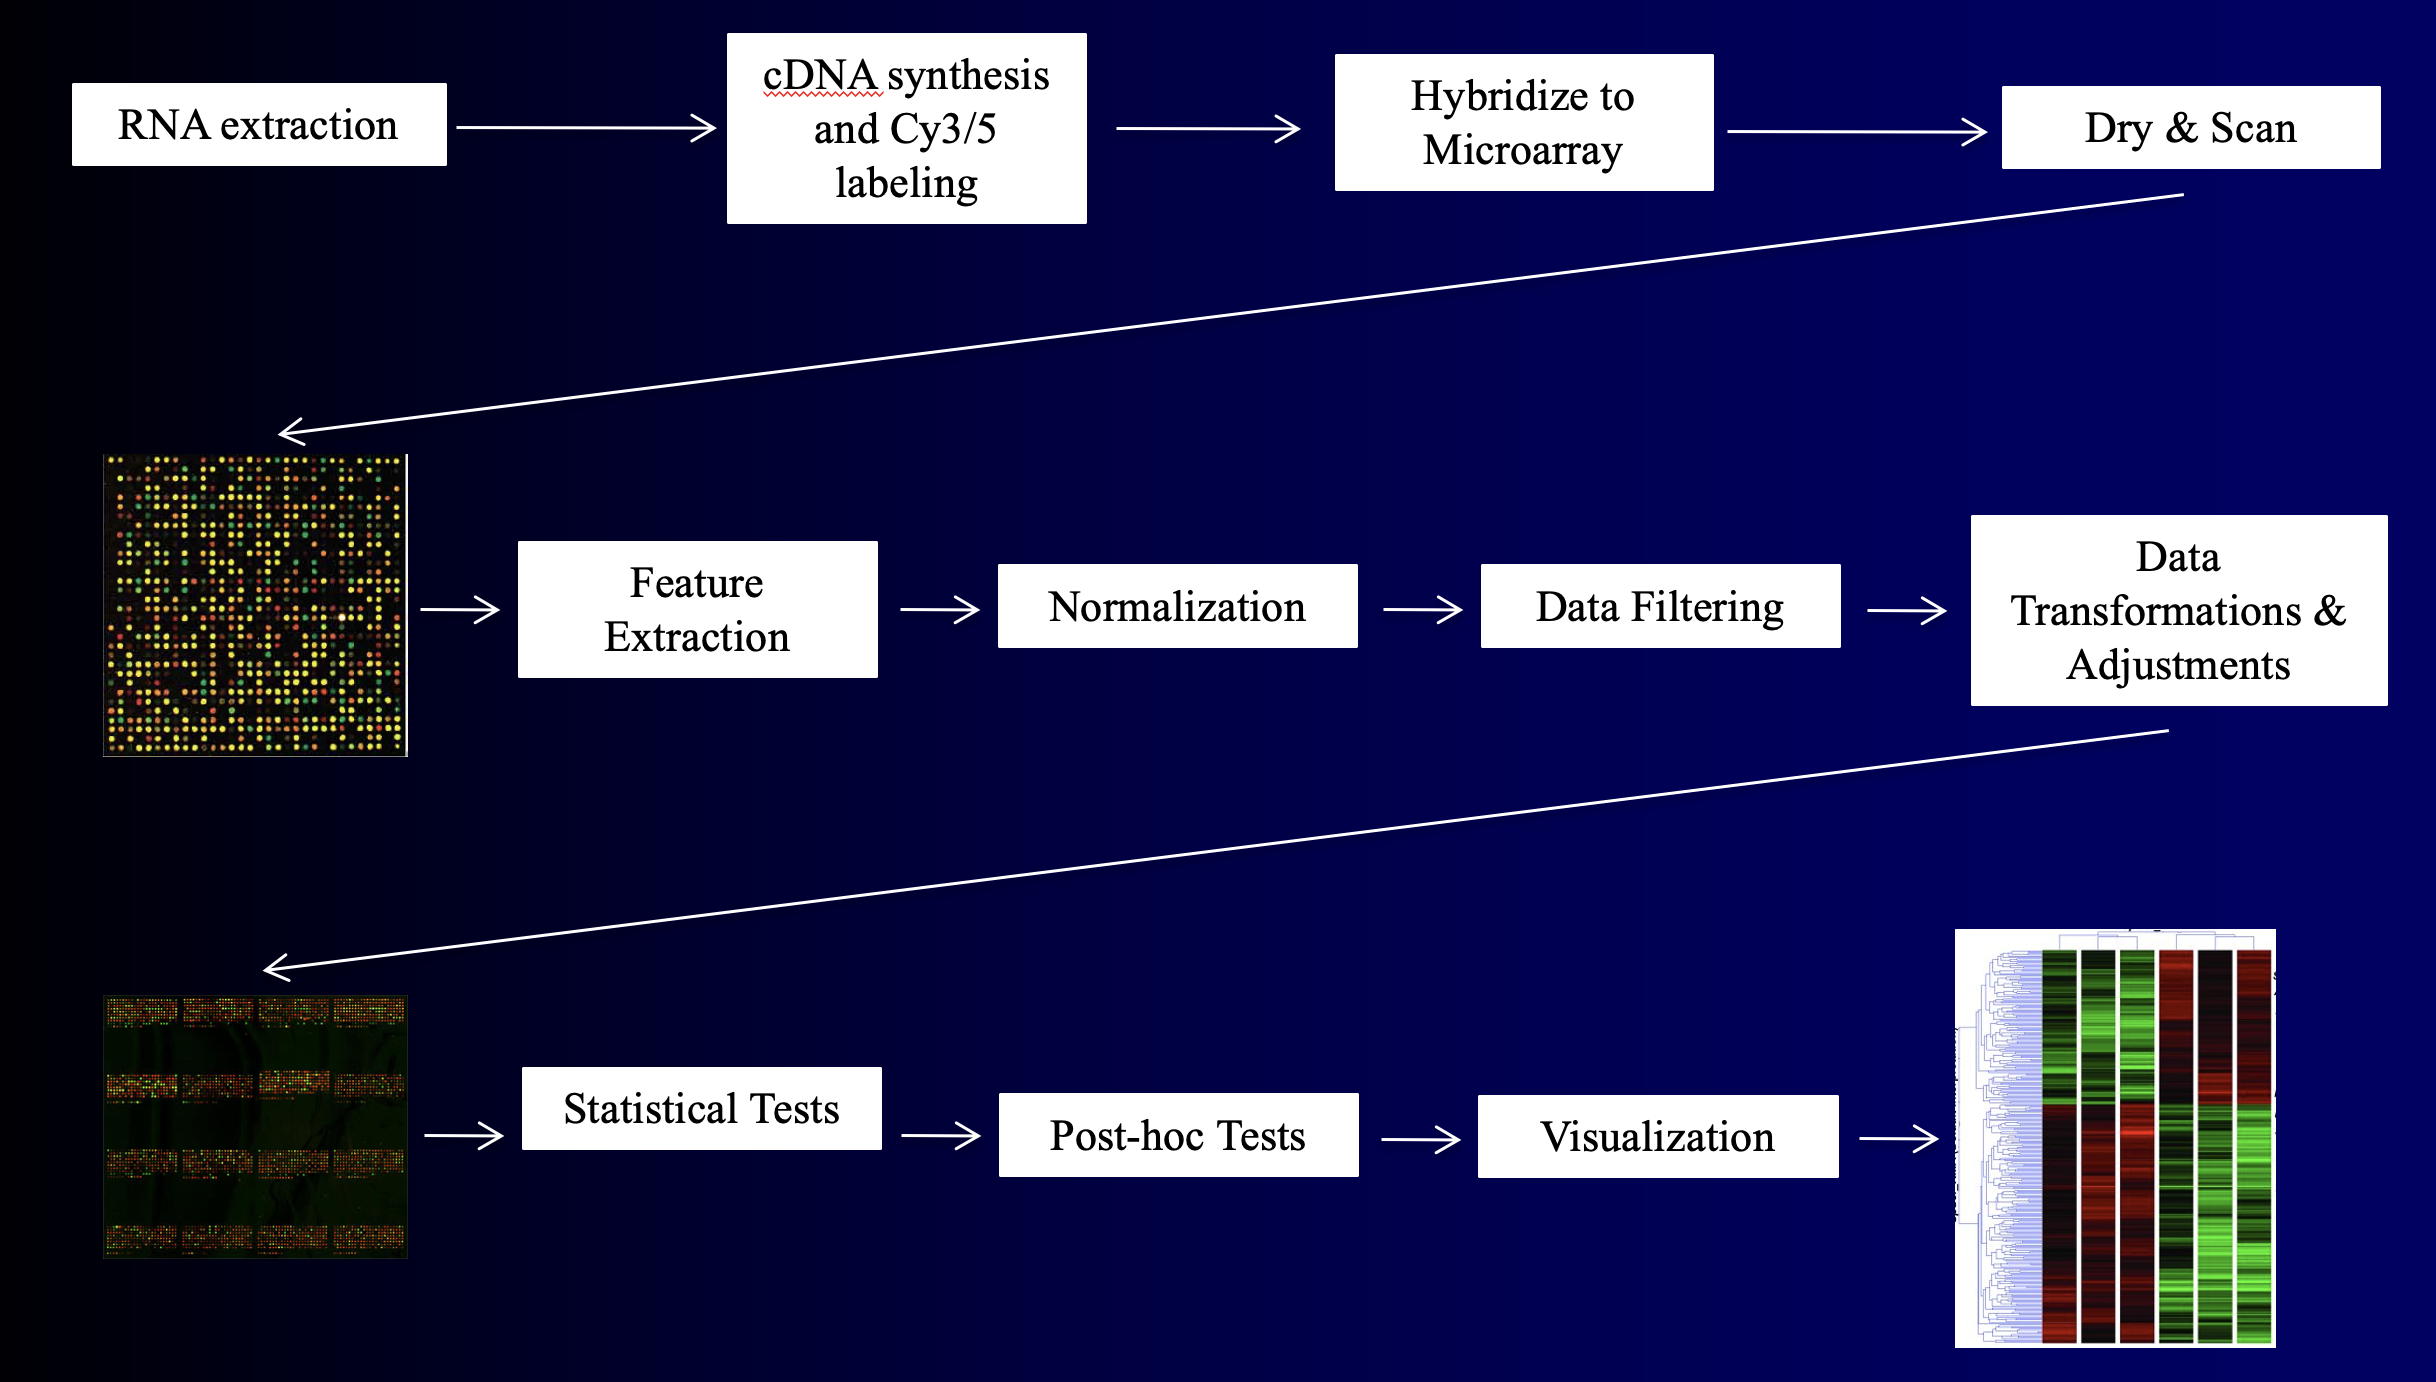 RNA extraction
cDNA synthesis
and Cy3/5
labeling
Hybridize to
Microarray
Dry & Scan
Feature
Extraction
Normalization
Data Filtering
Data
Transformations &
Adjustments
Statistical Tests
Post-hoc Tests
Visualization